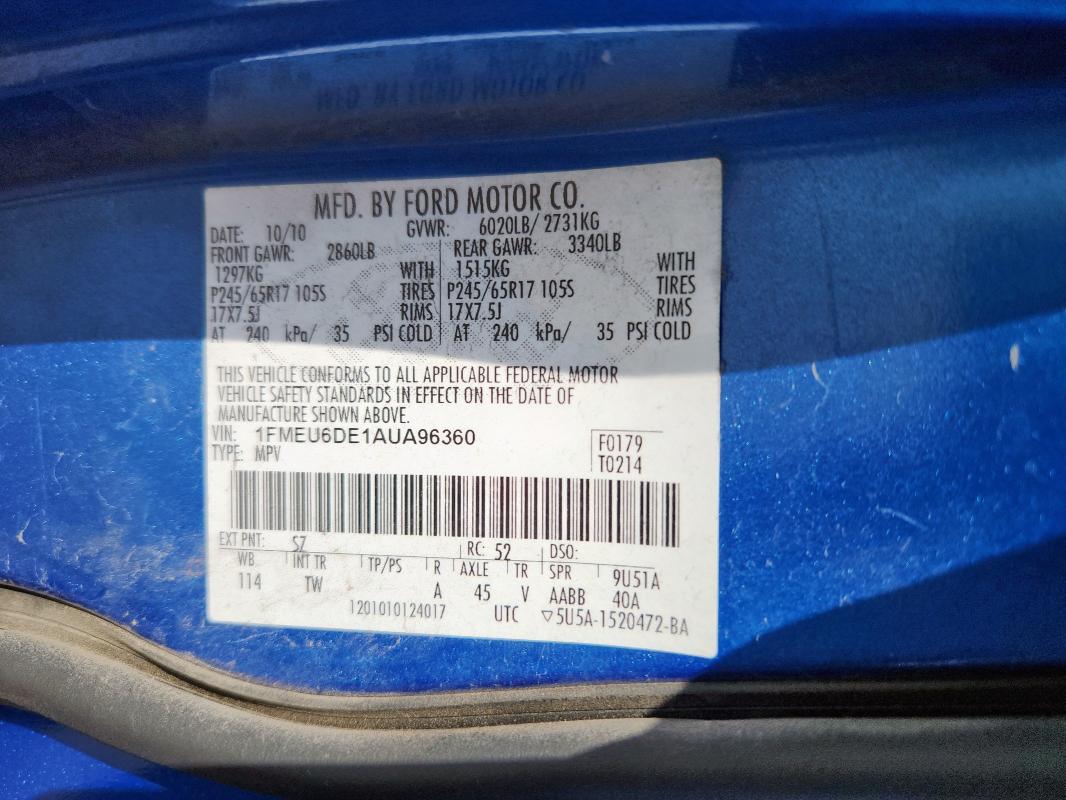 MFD. BY FORD MOTOR CO.
DATE: 10/10 GVWR: 6020LB/ 2731KG
FRONT GAWR: 2860LB REAR GAWR: 3340LB
1297KG WITH 1515KG WITH
P245/65R17 105S TIRES P245/65R17 105S TIRES
17X7.5J RIMS 17X7.5J RIMS
AT 240 kPa/ 35 PSI COLD AT 240 kPa/ 35 PSI COLD
THIS VEHICLE CONFORMS TO ALL APPLICABLE FEDERAL MOTOR
VEHICLE SAFETY STANDARDS IN EFFECT ON THE DATE OF
MANUFACTURE SHOWN ABOVE.
VIN: 1FMEU6DE1AUA96360 F0179
TYPE: MPV T0214
EXT PNT: SZ RC: 52 DSO:
WB INT TR TP/PS R AXLE TR SPR 9U51A
114 TW A 45 V AABB 40A
1201010124017 UTC ▽5U5A-1520472-BA